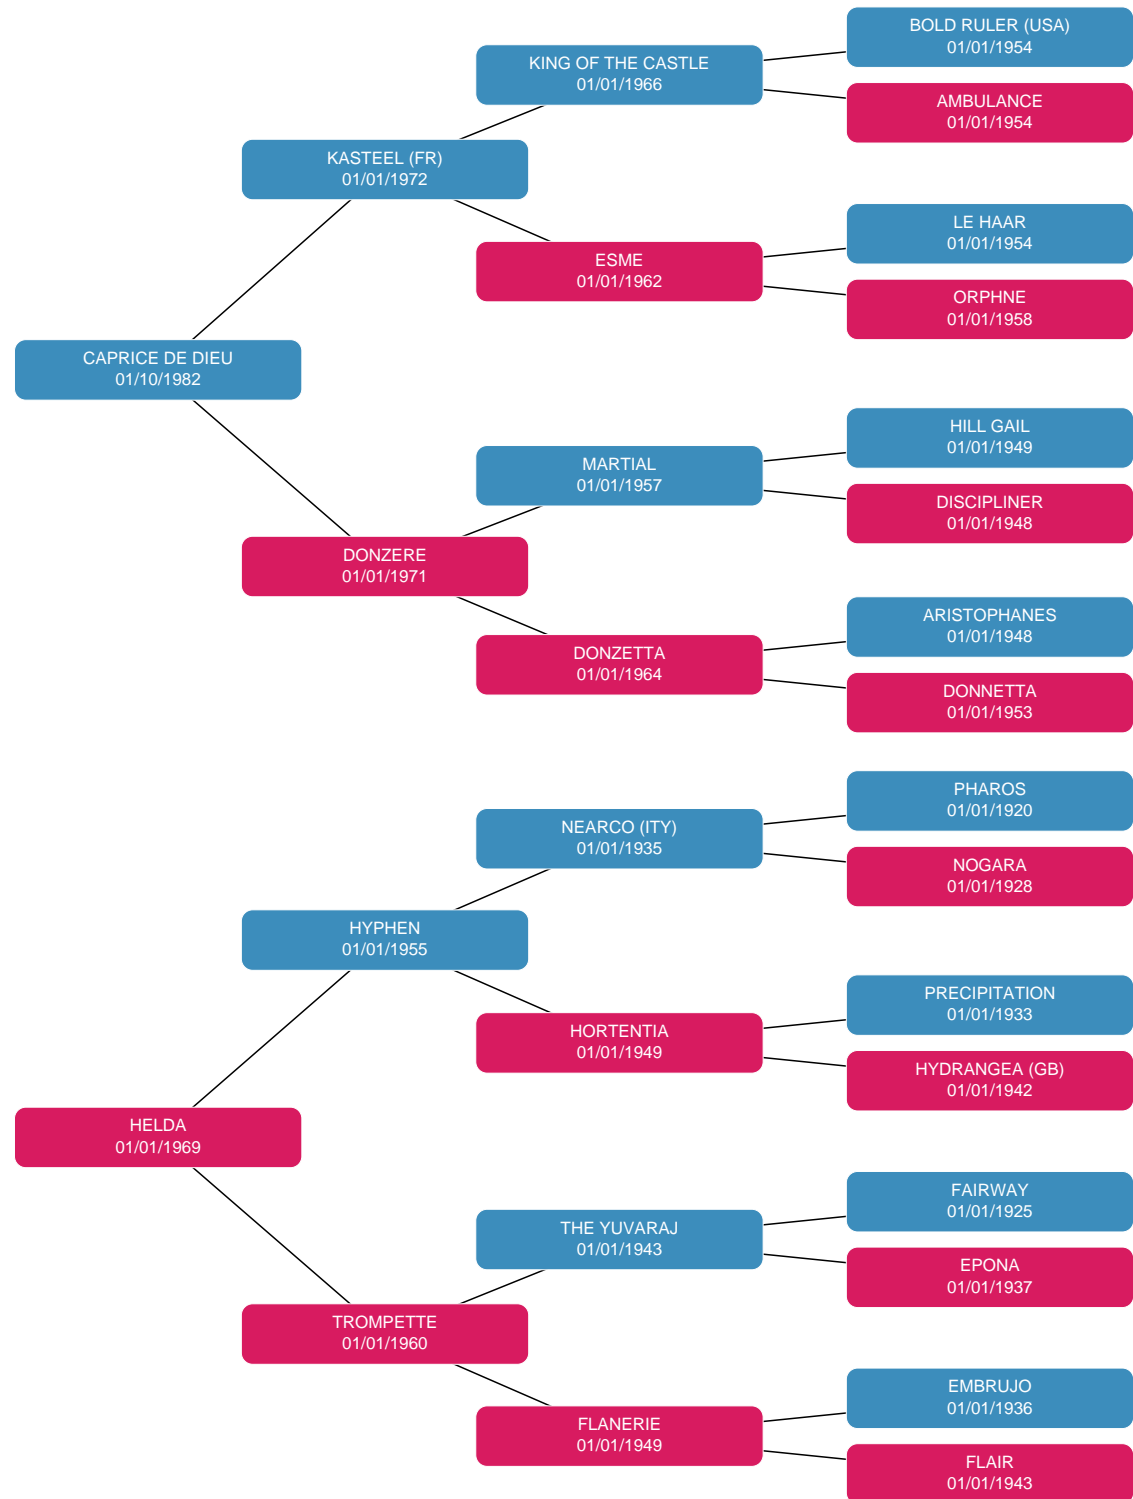 BOLD RULER (USA)
01/01/1954
KING OF THE CASTLE
01/01/1966
AMBULANCE
01/01/1954
KASTEEL (FR)
01/01/1972
LE HAAR
01/01/1954
ESME
01/01/1962
ORPHNE
01/01/1958
CAPRICE DE DIEU
01/10/1982
HILL GAIL
01/01/1949
MARTIAL
01/01/1957
DISCIPLINER
01/01/1948
DONZERE
01/01/1971
ARISTOPHANES
01/01/1948
DONZETTA
01/01/1964
DONNETTA
01/01/1953
PHAROS
01/01/1920
NEARCO (ITY)
01/01/1935
NOGARA
01/01/1928
HYPHEN
01/01/1955
PRECIPITATION
01/01/1933
HORTENTIA
01/01/1949
HYDRANGEA (GB)
01/01/1942
HELDA
01/01/1969
FAIRWAY
01/01/1925
THE YUVARAJ
01/01/1943
EPONA
01/01/1937
TROMPETTE
01/01/1960
EMBRUJO
01/01/1936
FLANERIE
01/01/1949
FLAIR
01/01/1943